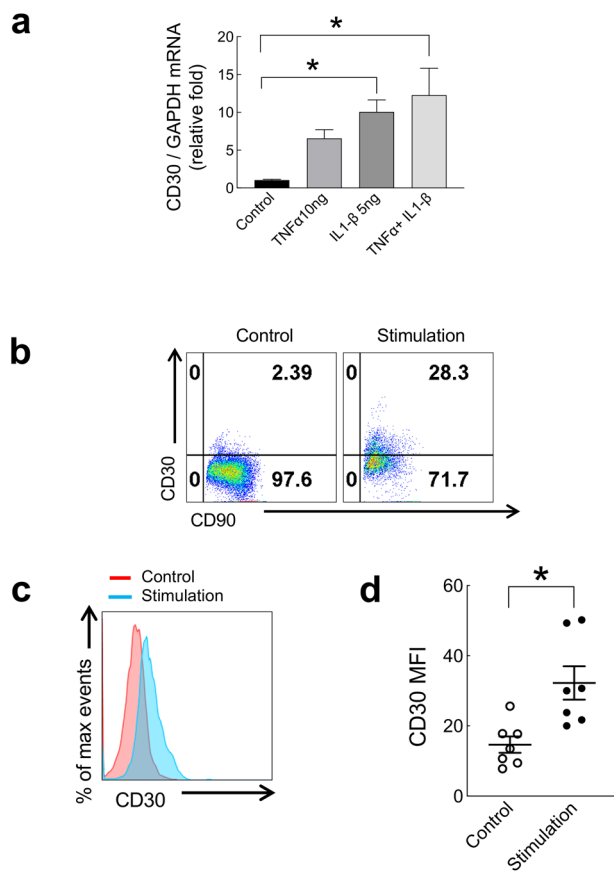 a
*
*
CD30 / GAPDH mRNA
(relative fold)
20
15
10
5
0
Control
TNFα10ng
IL1-β 5ng
TNFα+ IL1-β
b
Control
Stimulation
0
2.39
0
28.3
0
97.6
0
71.7
CD30
CD90
c
Control
Stimulation
% of max events
CD30
d
*
CD30 MFI
60
40
20
0
Control
Stimulation